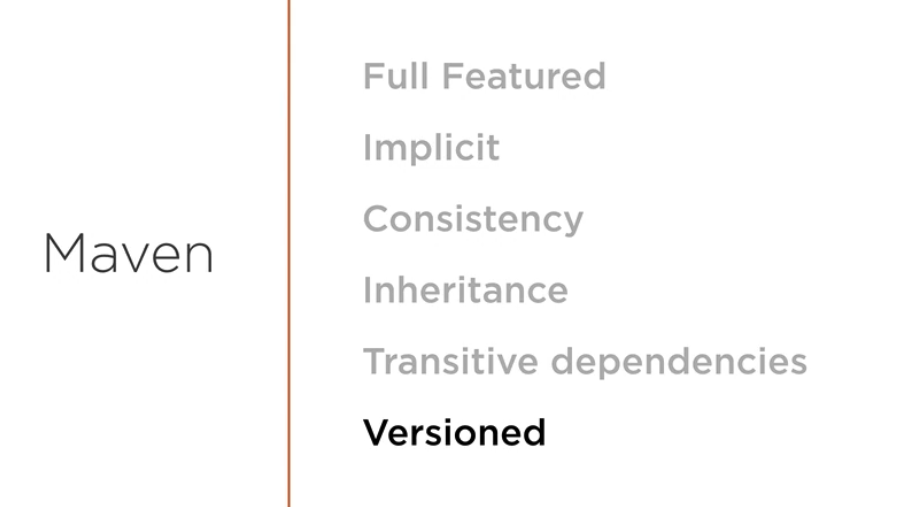 Maven
Full Featured
Implicit
Consistency
Inheritance
Transitive dependencies
Versioned